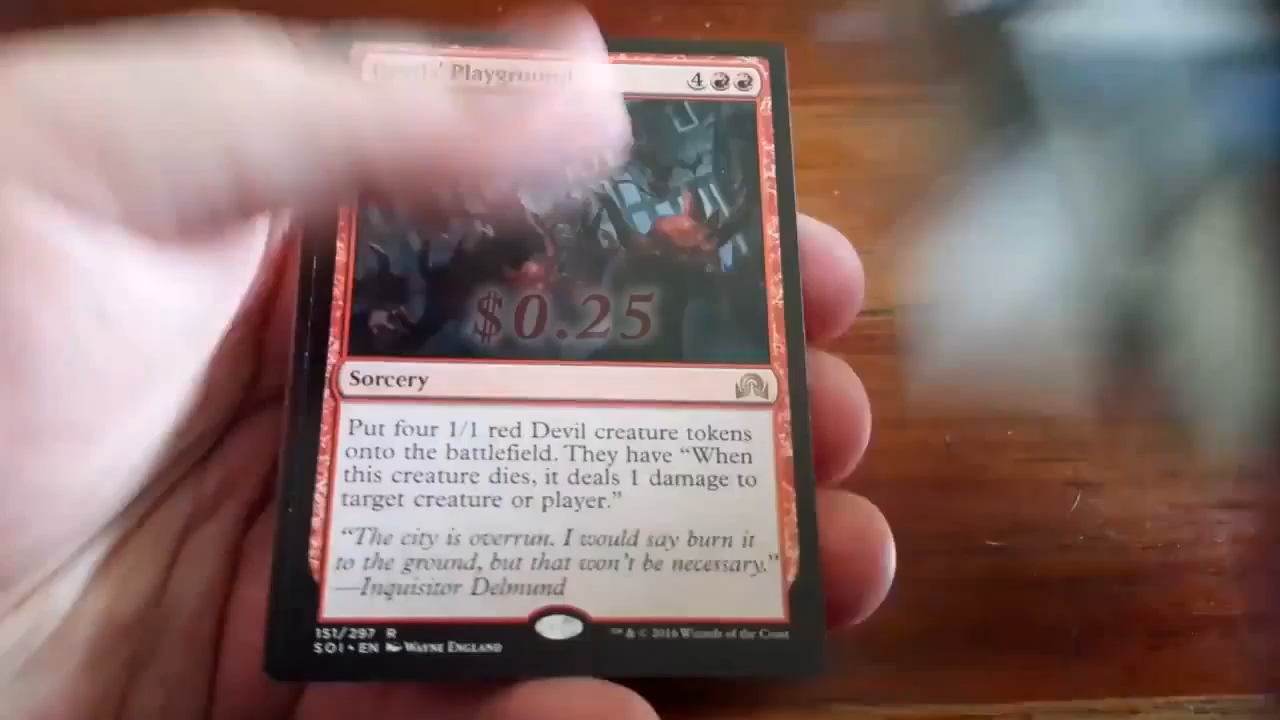 Devils' Playground 4
$0.25
Sorcery
Put four 1/1 red Devil creature tokens
onto the battlefield. They have “When
this creature dies, it deals 1 damage to
target creature or player.”
“The city is overrun. I would say burn it
to the ground, but that won't be necessary.”
—Inquisitor Delmund
151/297 R
SOI • EN WAYNE ENGLAND
™ & © 2016 Wizards of the Coast